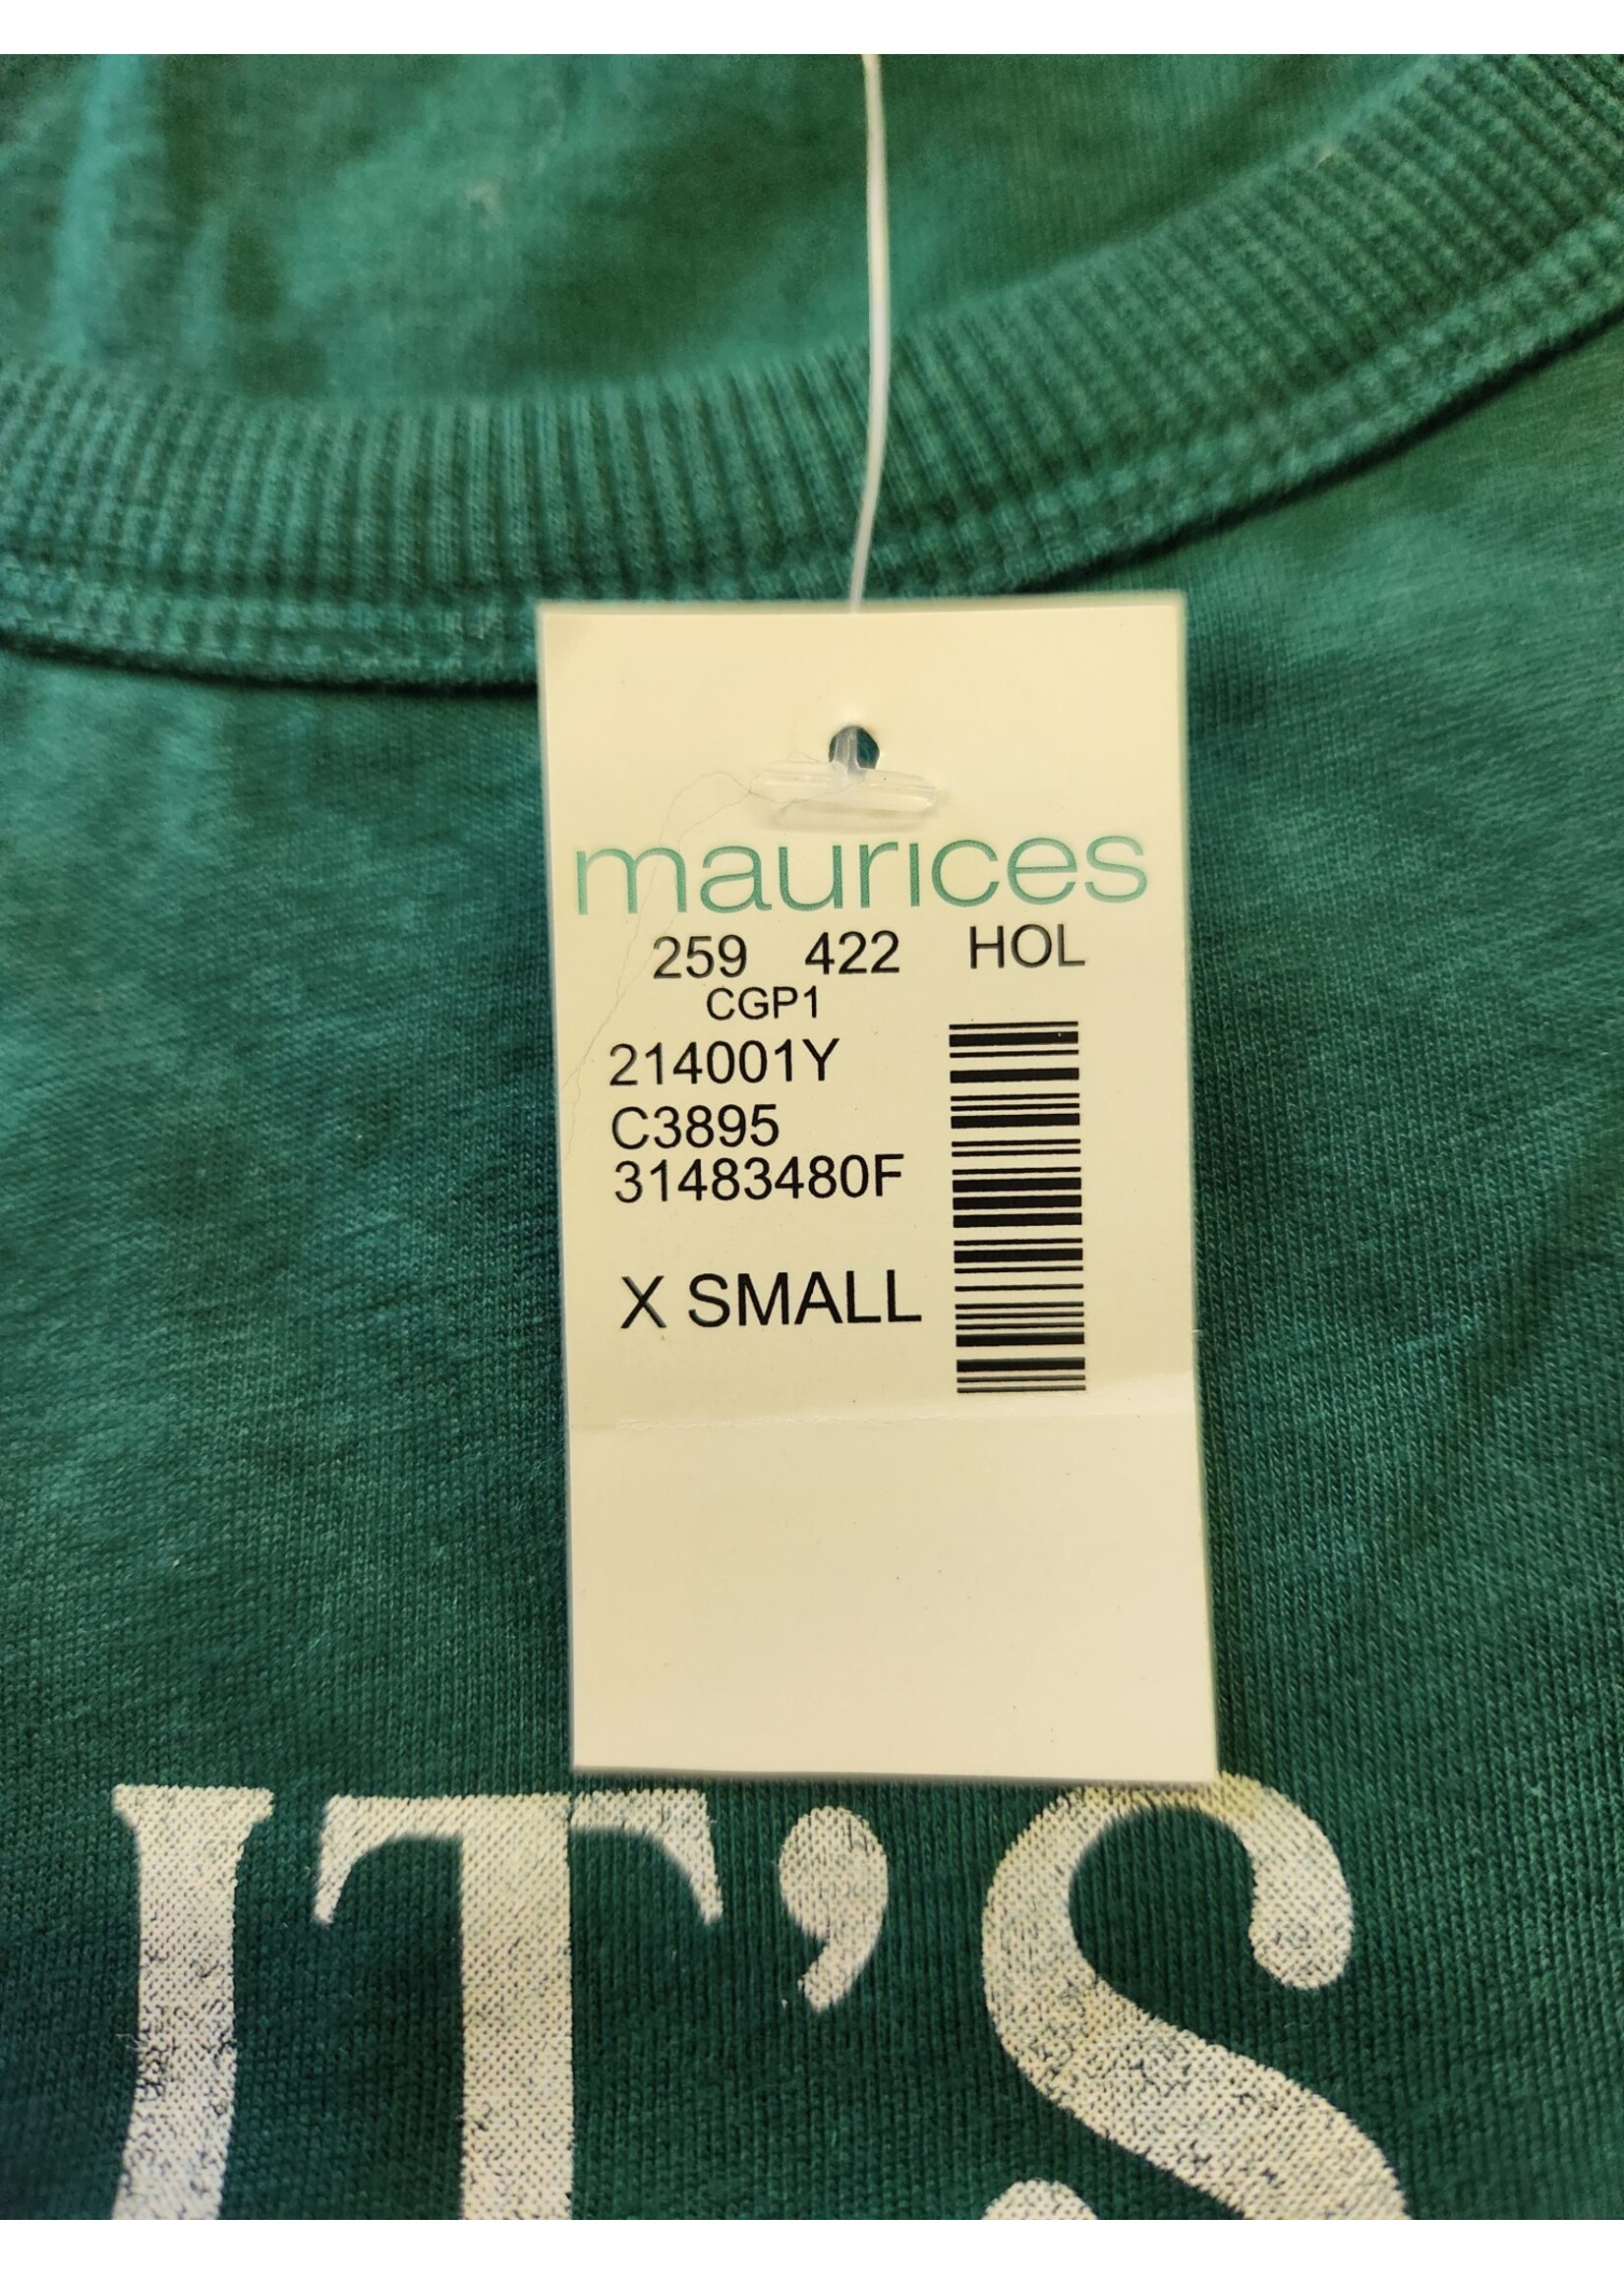 maurices
259 422 HOL
CGP1
214001Y
C3895
31483480F
X SMALL
IT'S